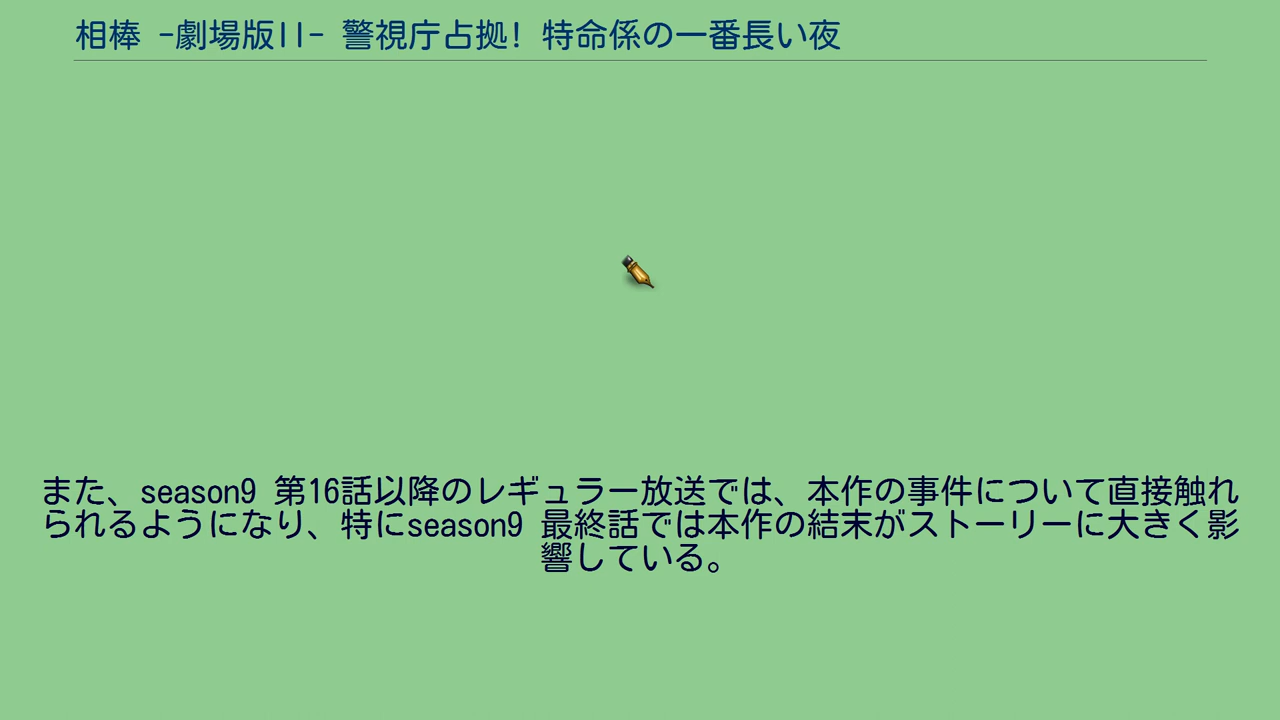 相棒 -劇場版II- 警視庁占拠! 特命係の一番長い夜
また、season9 第16話以降のレギュラー放送では、本作の事件について直接触れ
られるようになり、特にseason9 最終話では本作の結末がストーリーに大きく影
響している。